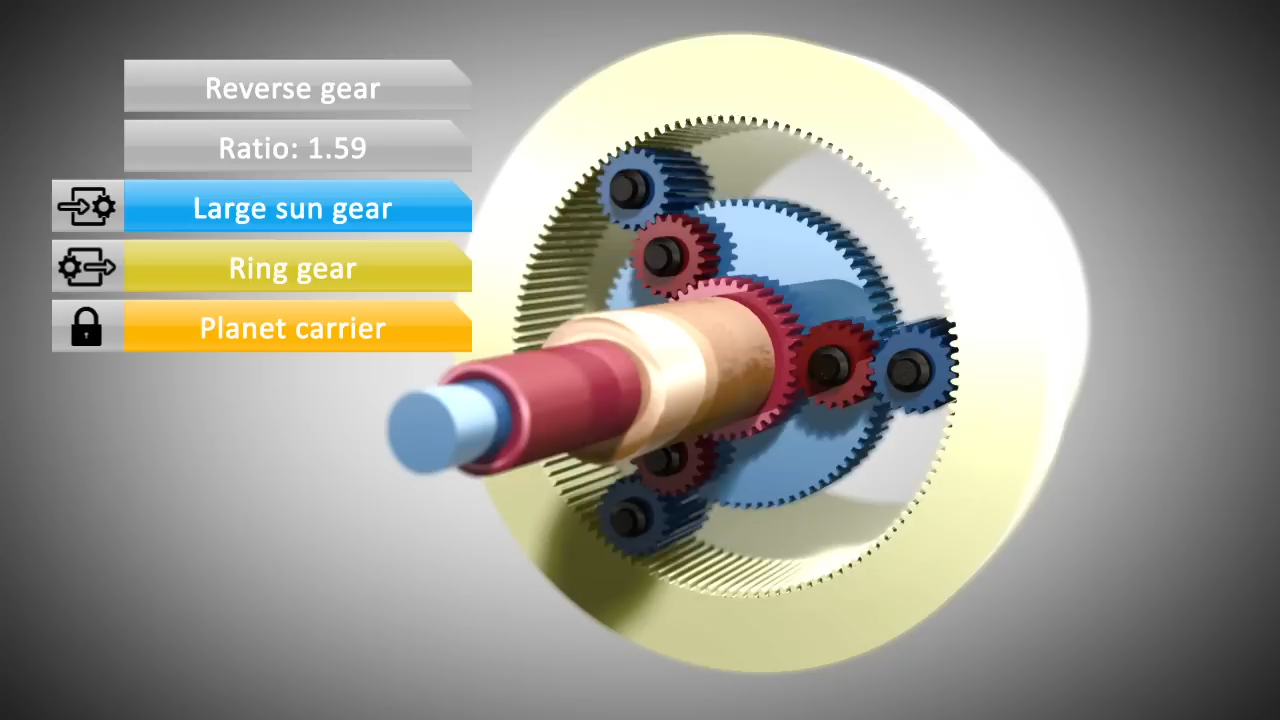 Reverse gear
Ratio: 1.59
Large sun gear
Ring gear
Planet carrier